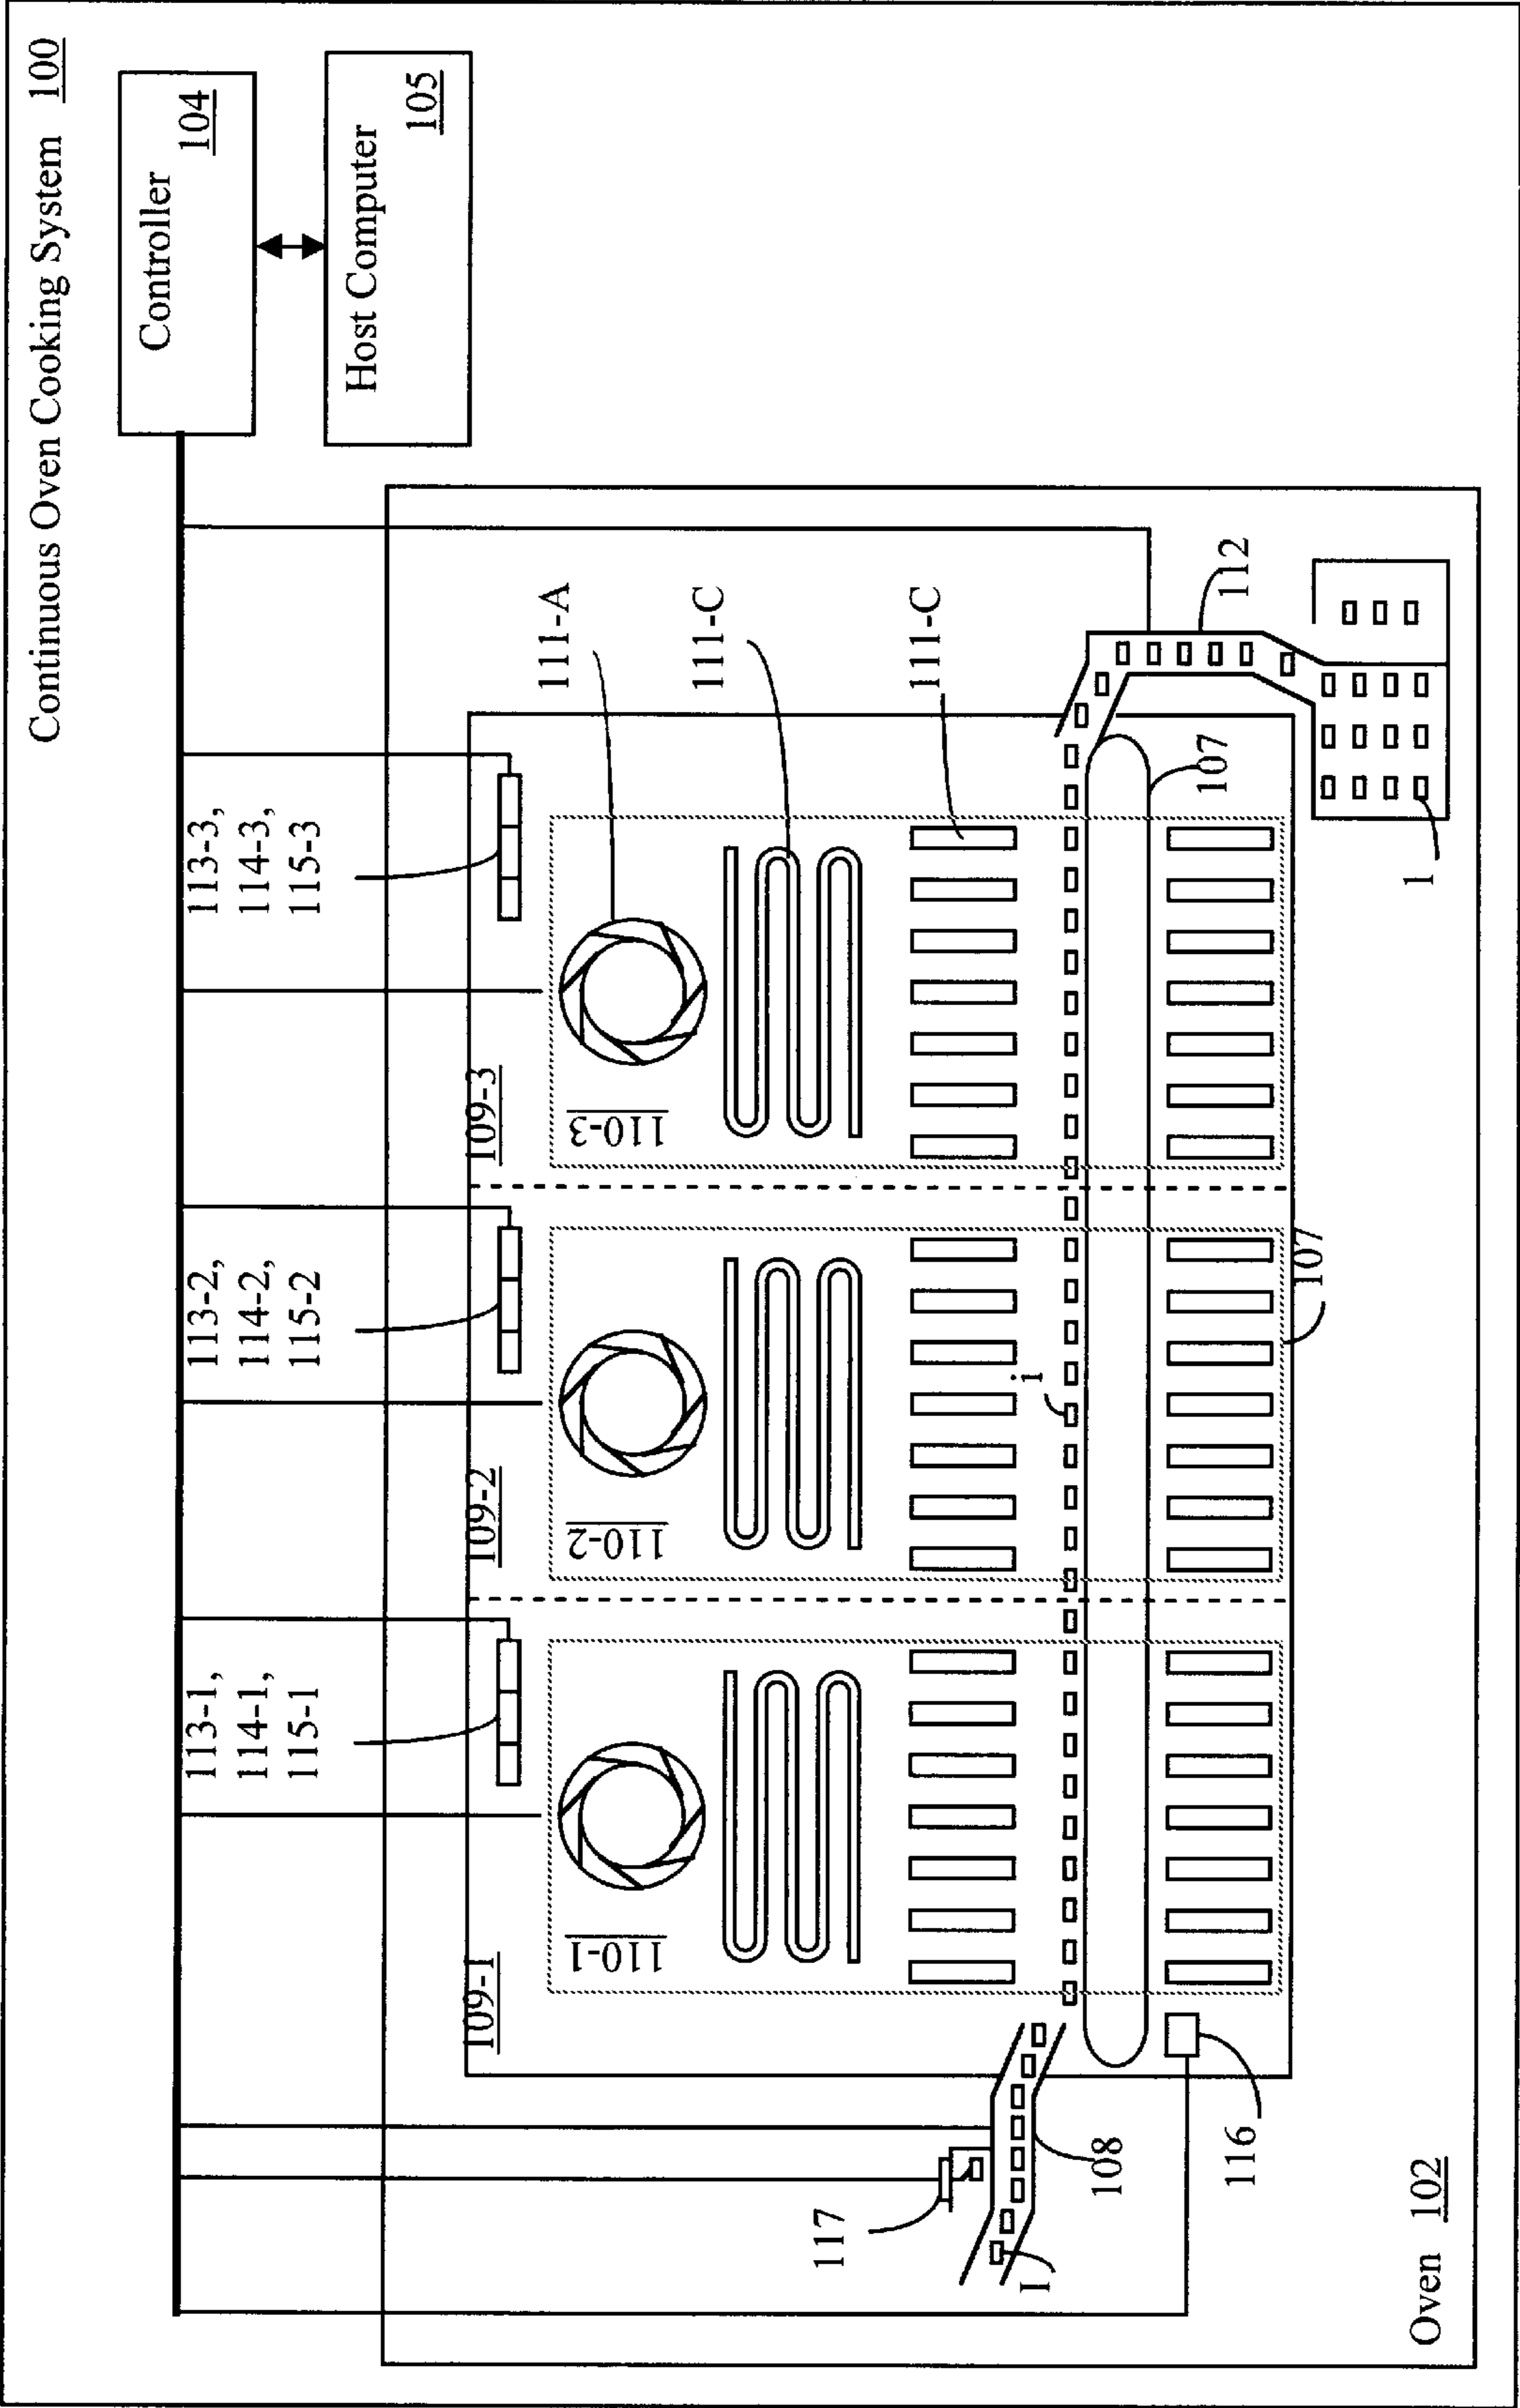 Continuous Oven Cooking System 100
Controller
104
Host Computer
105
113-1,
114-1,
115-1
113-2,
114-2,
115-2
113-3,
114-3,
115-3
109-1
109-2
109-3
110-1
110-2
110-3
111-A
111-C
111-C
117
I
108
116
i
107
107
112
1
Oven 102